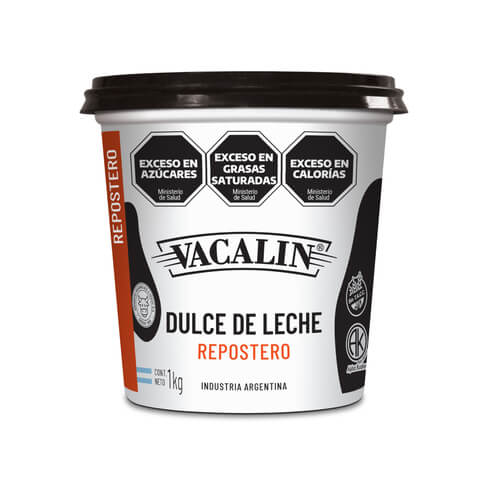 EXCESO EN
AZÚCARES
Ministerio
de Salud
EXCESO EN
GRASAS
SATURADAS
Ministerio
de Salud
EXCESO EN
CALORÍAS
Ministerio
de Salud
REPOSTERO
VACALIN®
DULCE DE LECHE
REPOSTERO
CONT.
NETO 1kg
INDUSTRIA ARGENTINA
Sin T.A.C.C.